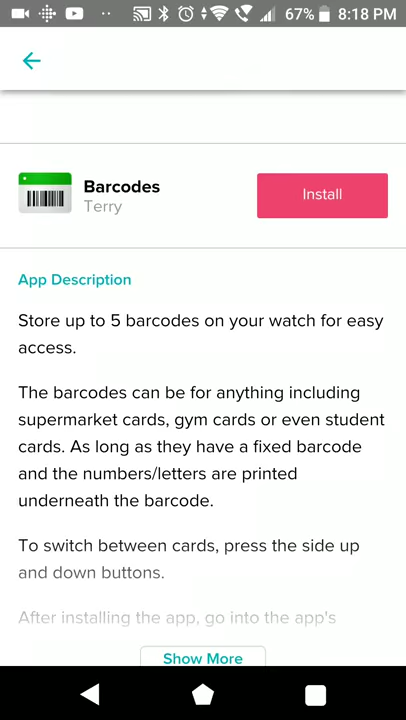 67% 8:18 PM
Barcodes
Terry
Install
App Description
Store up to 5 barcodes on your watch for easy
access.
The barcodes can be for anything including
supermarket cards, gym cards or even student
cards. As long as they have a fixed barcode
and the numbers/letters are printed
underneath the barcode.
To switch between cards, press the side up
and down buttons.
After installing the app, go into the app's
Show More